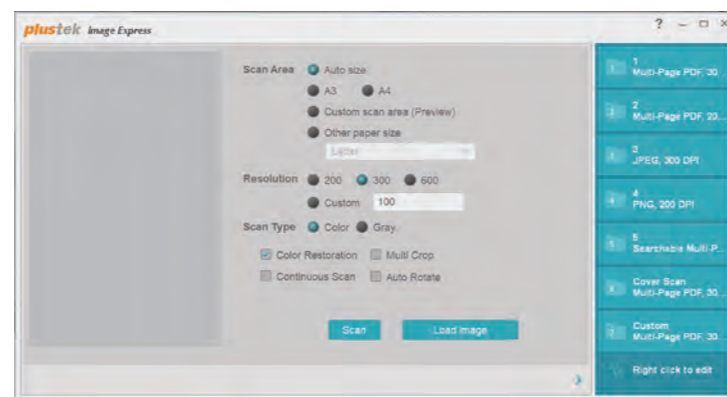 plustek Image Express
? – □ ×
Scan Area Auto size
A3 A4
Custom scan area (Preview)
Other paper size
Letter
Resolution 200 300 600
Custom 100
Scan Type Color Gray
Color Restoration Multi Crop
Continuous Scan Auto Rotate
Scan Load Image
1
Multi-Page PDF, 30...
2
Multi-Page PDF, 20...
3
JPEG, 300 DPI
4
PNG, 200 DPI
5
Searchable Multi-P...
Cover Scan
Multi-Page PDF, 30...
Custom
Multi-Page PDF, 30...
Right click to edit